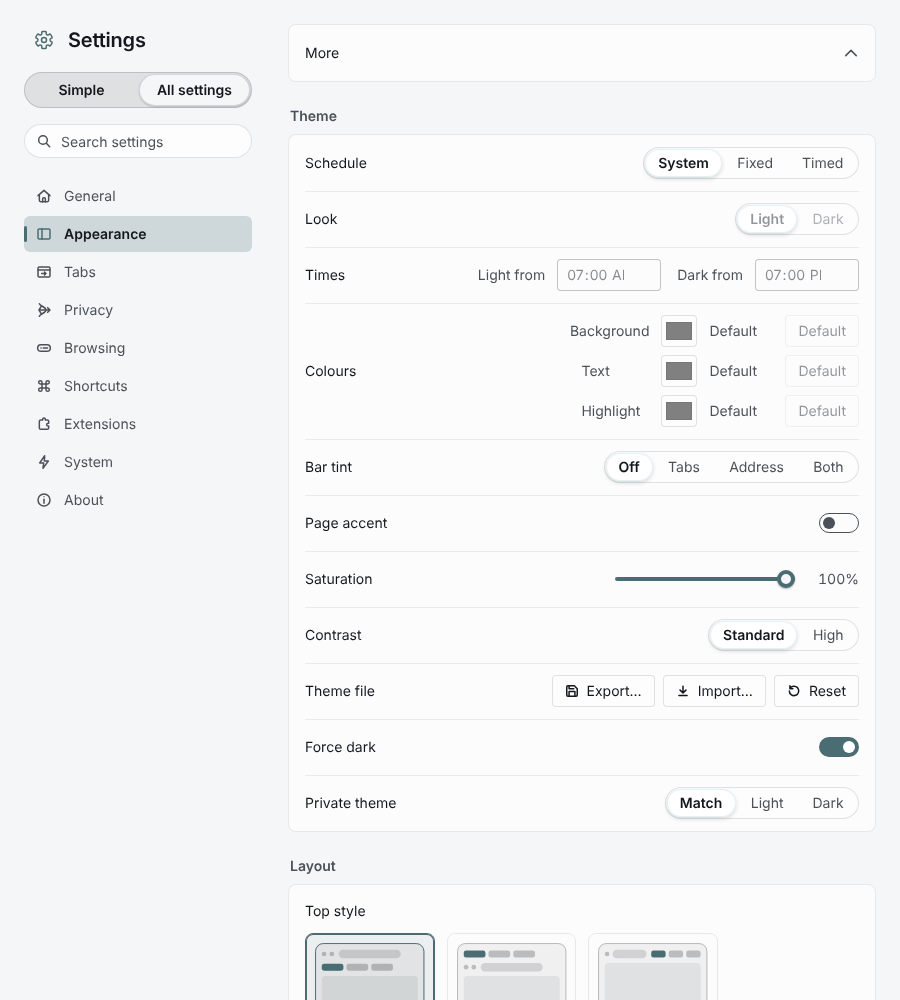 Settings
Simple All settings
Search settings
General
Appearance
Tabs
Privacy
Browsing
Shortcuts
Extensions
System
About
More
Theme
Schedule System Fixed Timed
Look Light Dark
Times Light from 07:00 Dark from 07:00
Background Default Default
Colours Text Default Default
Highlight Default Default
Bar tint Off Tabs Address Both
Page accent
Saturation 100%
Contrast Standard High
Theme file Export... Import... Reset
Force dark
Private theme Match Light Dark
Layout
Top style